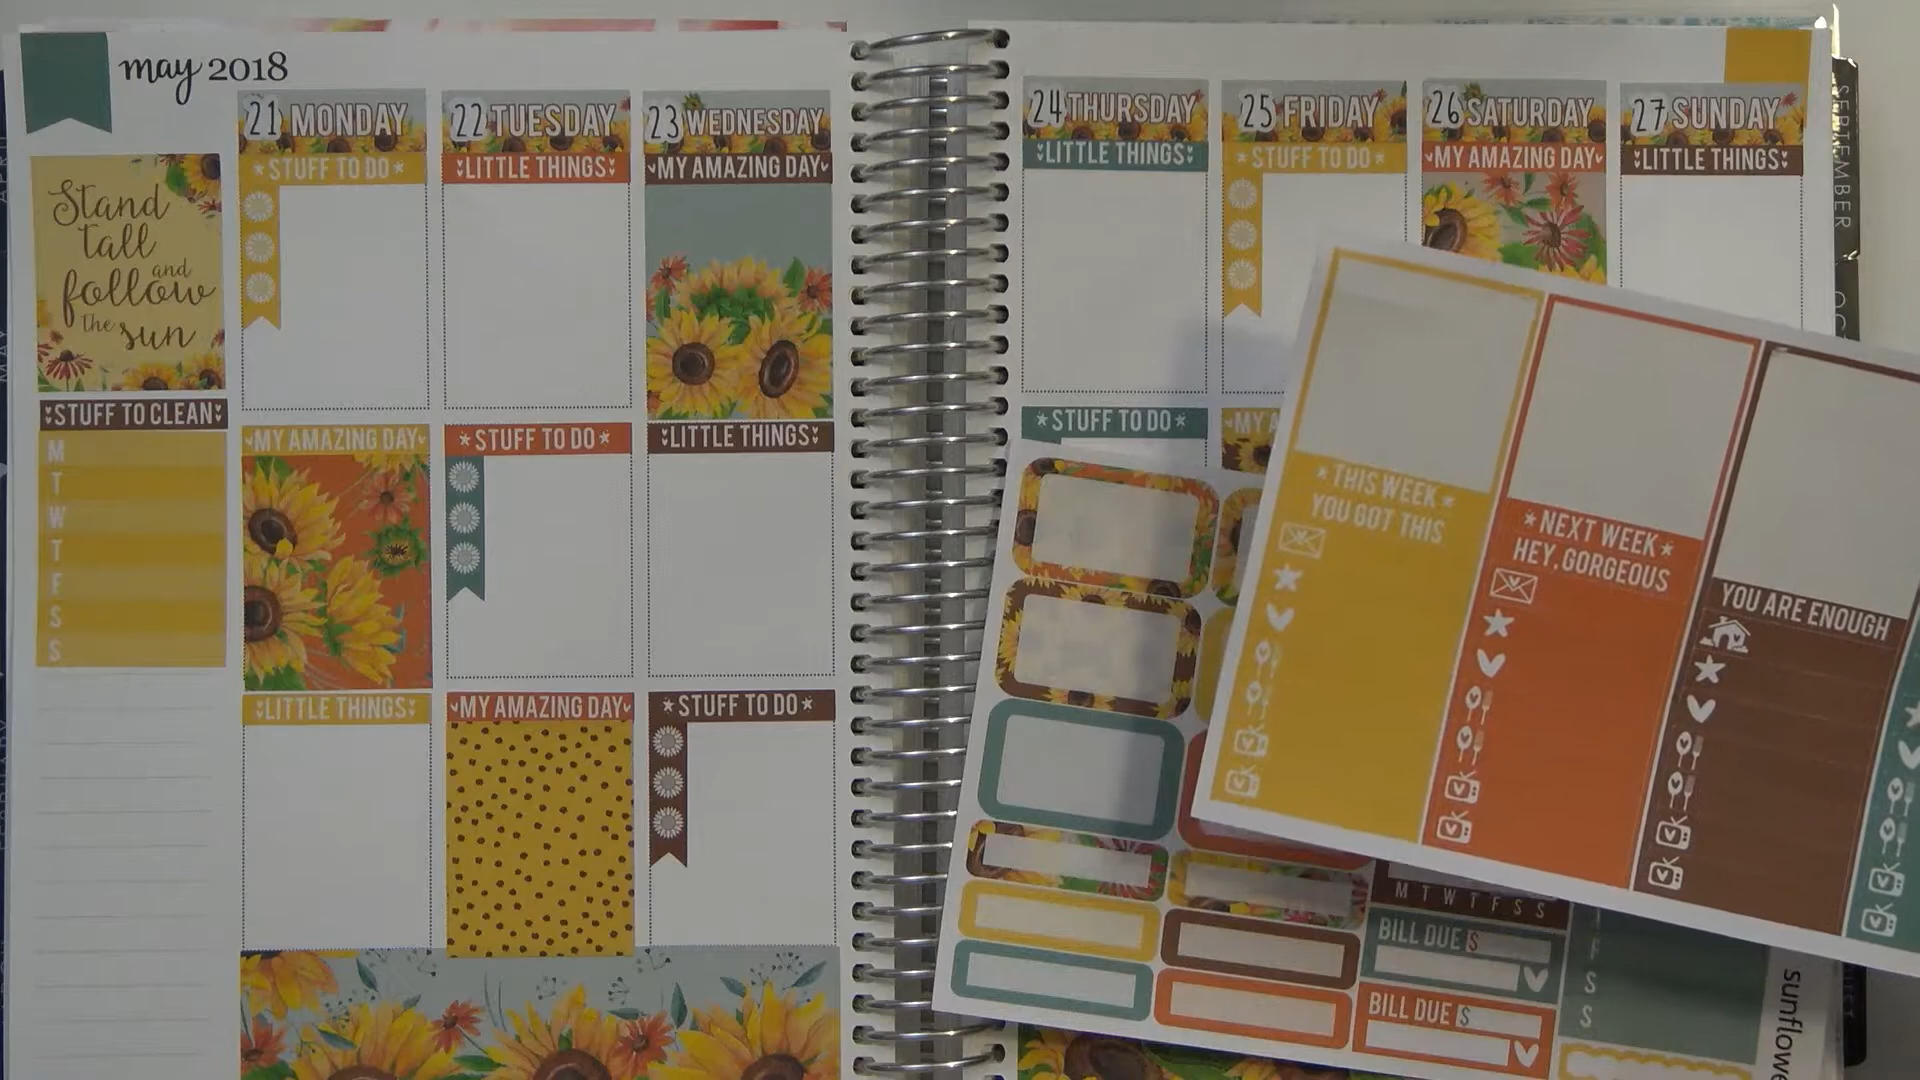 may 2018
21 MONDAY
STUFF TO DO
22 TUESDAY
LITTLE THINGS
23 WEDNESDAY
MY AMAZING DAY
24 THURSDAY
LITTLE THINGS
25 FRIDAY
STUFF TO DO
26 SATURDAY
MY AMAZING DAY
27 SUNDAY
LITTLE THINGS
Stand
tall
and
follow
the sun
STUFF TO CLEAN
M
T
W
T
F
S
S
MY AMAZING DAY
STUFF TO DO
LITTLE THINGS
LITTLE THINGS
MY AMAZING DAY
STUFF TO DO
STUFF TO DO
THIS WEEK
YOU GOT THIS
NEXT WEEK
HEY, GORGEOUS
YOU ARE ENOUGH
M T W T F S S
BILL DUE $
BILL DUE $
F
S
S
SEPTEMBER